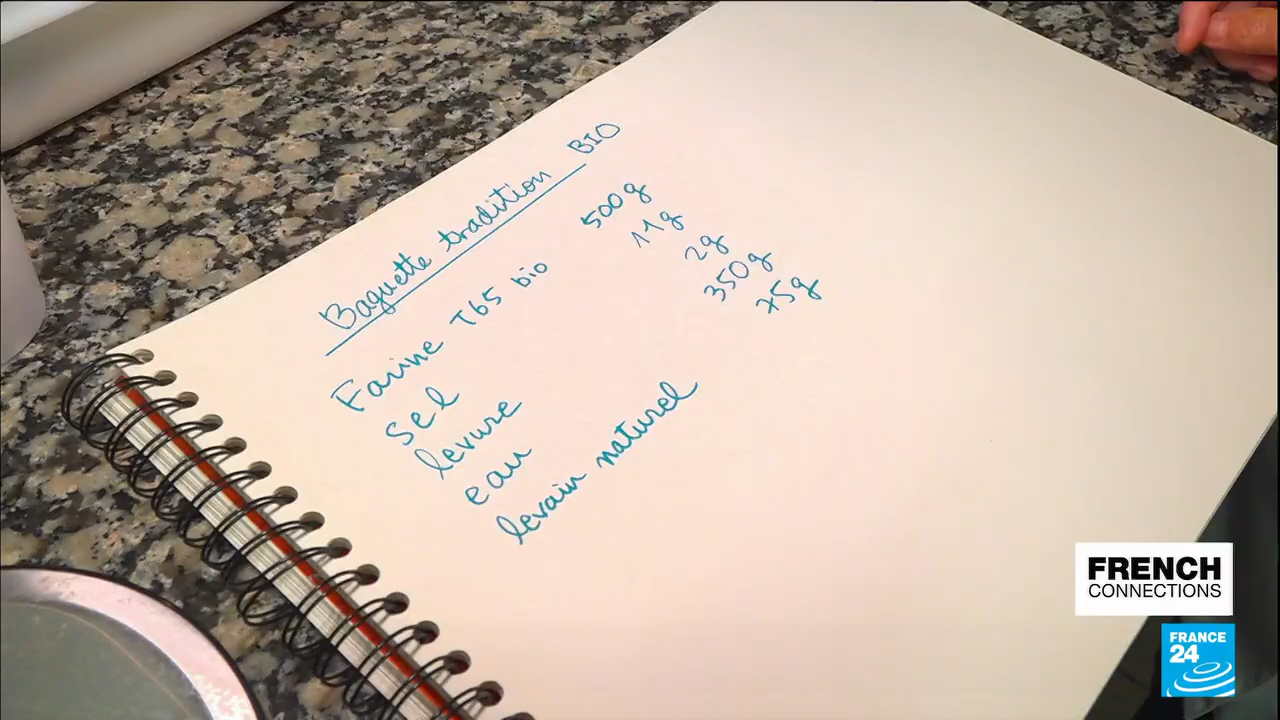 Baguette tradition BIO
Farine T65 bio 500g
sel 11g
levure 2g
eau 350g
levain naturel 75g
FRENCH
CONNECTIONS
FRANCE
24